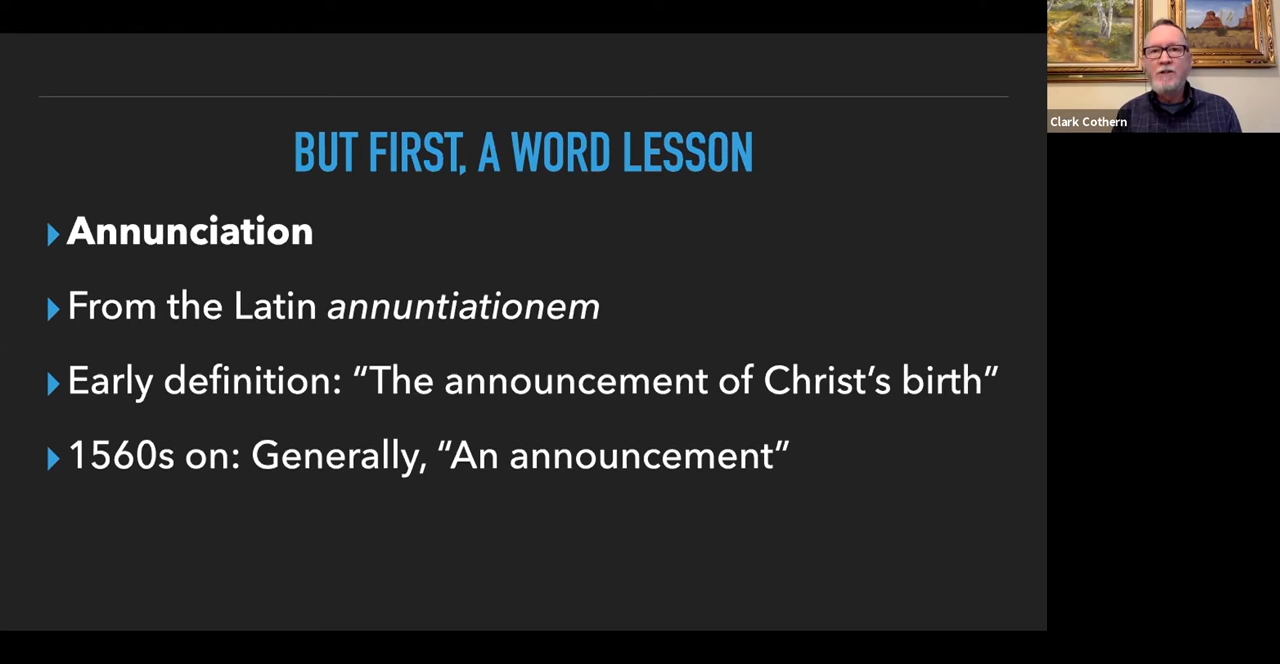 BUT FIRST, A WORD LESSON
Annunciation
From the Latin annuntiationem
Early definition: “The announcement of Christ’s birth”
1560s on: Generally, “An announcement”
Clark Cothern